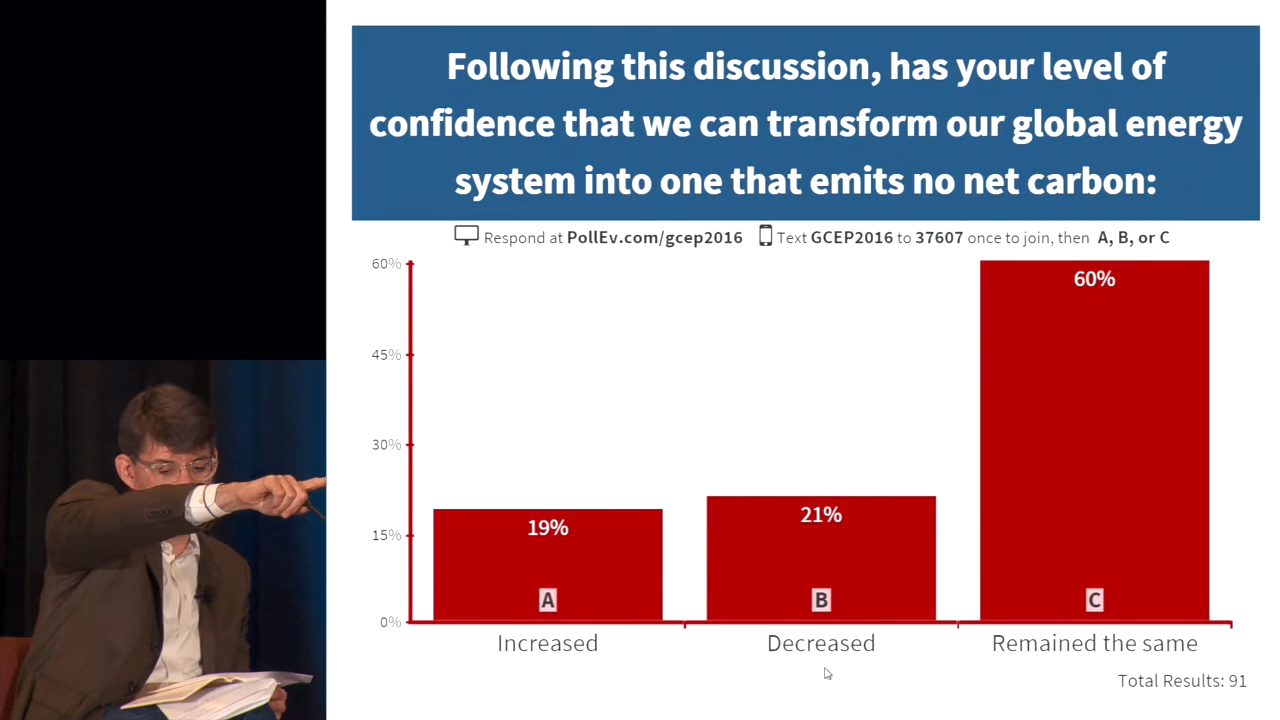 Following this discussion, has your level of
confidence that we can transform our global energy
system into one that emits no net carbon:
Respond at PollEv.com/gcep2016 Text GCEP2016 to 37607 once to join, then A, B, or C
60%
45%
30%
15%
0%
19%
21%
60%
A
B
C
Increased
Decreased
Remained the same
Total Results: 91